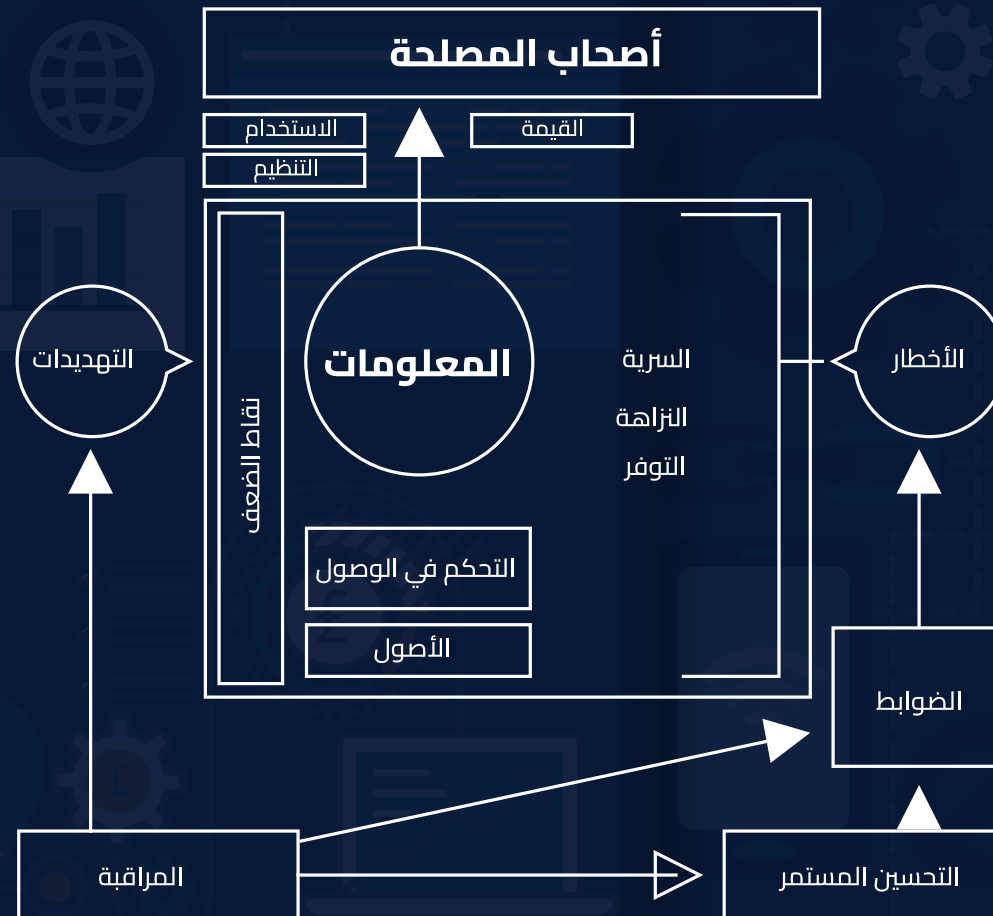 أصحاب المصلحة
القيمة
الاستخدام
التنظيم
الأخطار
السرية
النزاهة
التوفر
المعلومات
نقاط الضعف
التهديدات
التحكم في الوصول
الأصول
الضوابط
التحسين المستمر
المراقبة